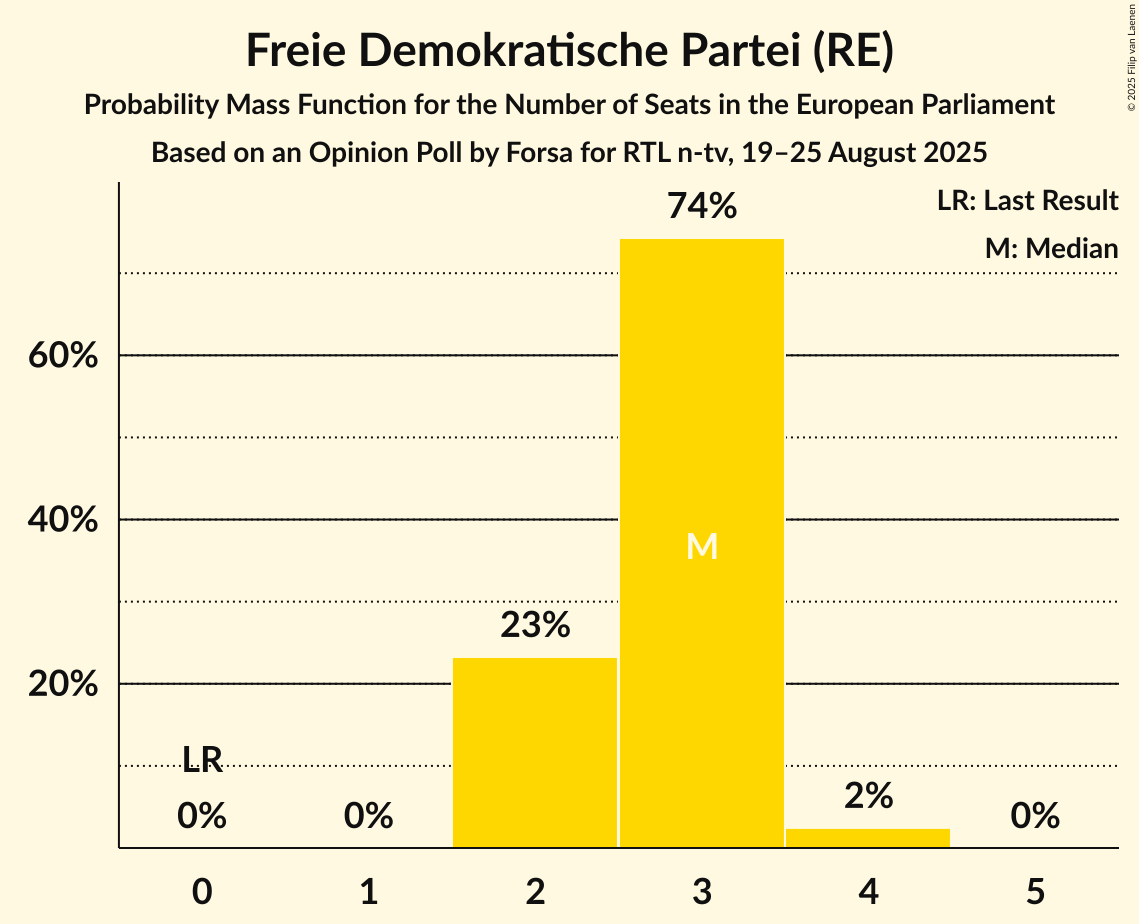 Freie Demokratische Partei (RE)
Probability Mass Function for the Number of Seats in the European Parliament
Based on an Opinion Poll by Forsa for RTL n-tv, 19–25 August 2025
© 2025 Filip van Laenen
LR: Last Result
M: Median
74%
60%
40%
M
23%
20%
LR
0%
0%
2%
0%
0
1
2
3
4
5